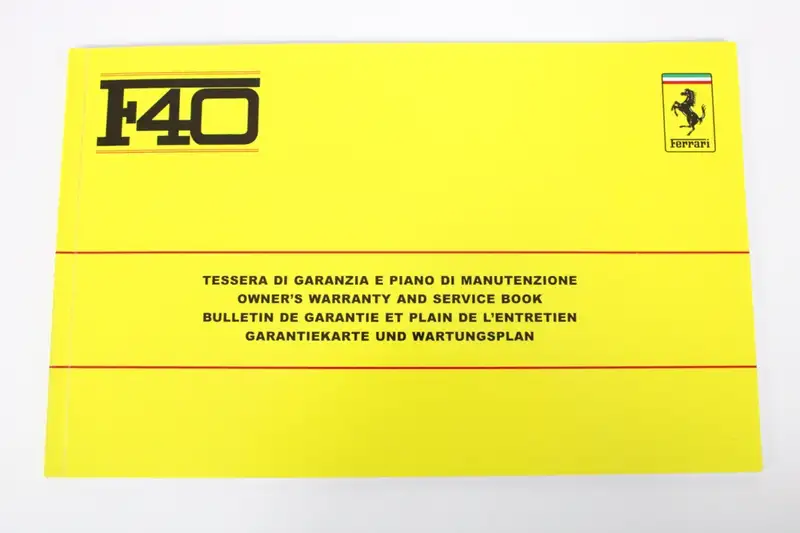 F40
Ferrari
TESSERA DI GARANZIA E PIANO DI MANUTENZIONE
OWNER'S WARRANTY AND SERVICE BOOK
BULLETIN DE GARANTIE ET PLAIN DE L'ENTRETIEN
GARANTIEKARTE UND WARTUNGSPLAN